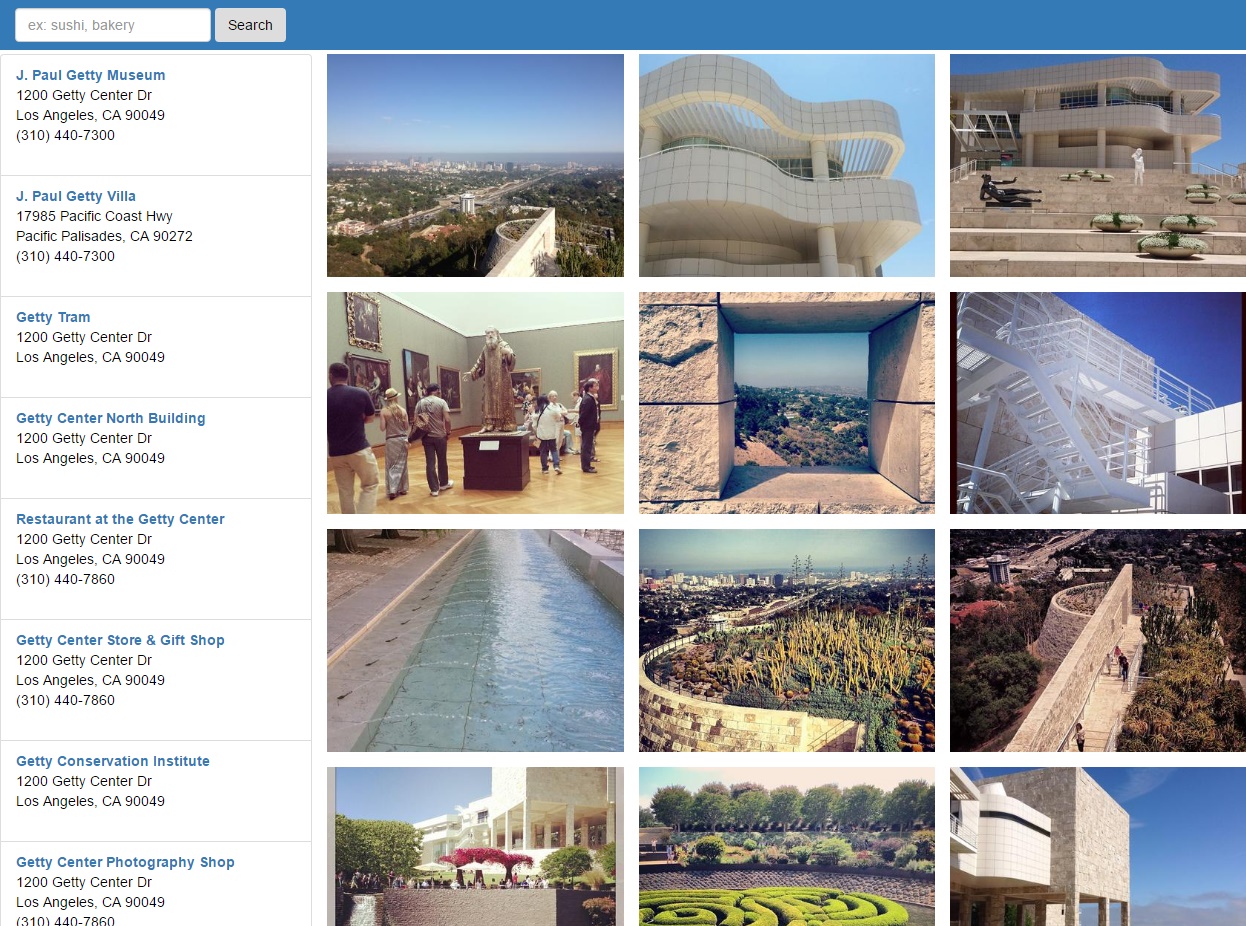 ex: sushi, bakery
Search
J. Paul Getty Museum
1200 Getty Center Dr
Los Angeles, CA 90049
(310) 440-7300
J. Paul Getty Villa
17985 Pacific Coast Hwy
Pacific Palisades, CA 90272
(310) 440-7300
Getty Tram
1200 Getty Center Dr
Los Angeles, CA 90049
Getty Center North Building
1200 Getty Center Dr
Los Angeles, CA 90049
Restaurant at the Getty Center
1200 Getty Center Dr
Los Angeles, CA 90049
(310) 440-7860
Getty Center Store & Gift Shop
1200 Getty Center Dr
Los Angeles, CA 90049
(310) 440-7860
Getty Conservation Institute
1200 Getty Center Dr
Los Angeles, CA 90049
Getty Center Photography Shop
1200 Getty Center Dr
Los Angeles, CA 90049
(310) 440-7860